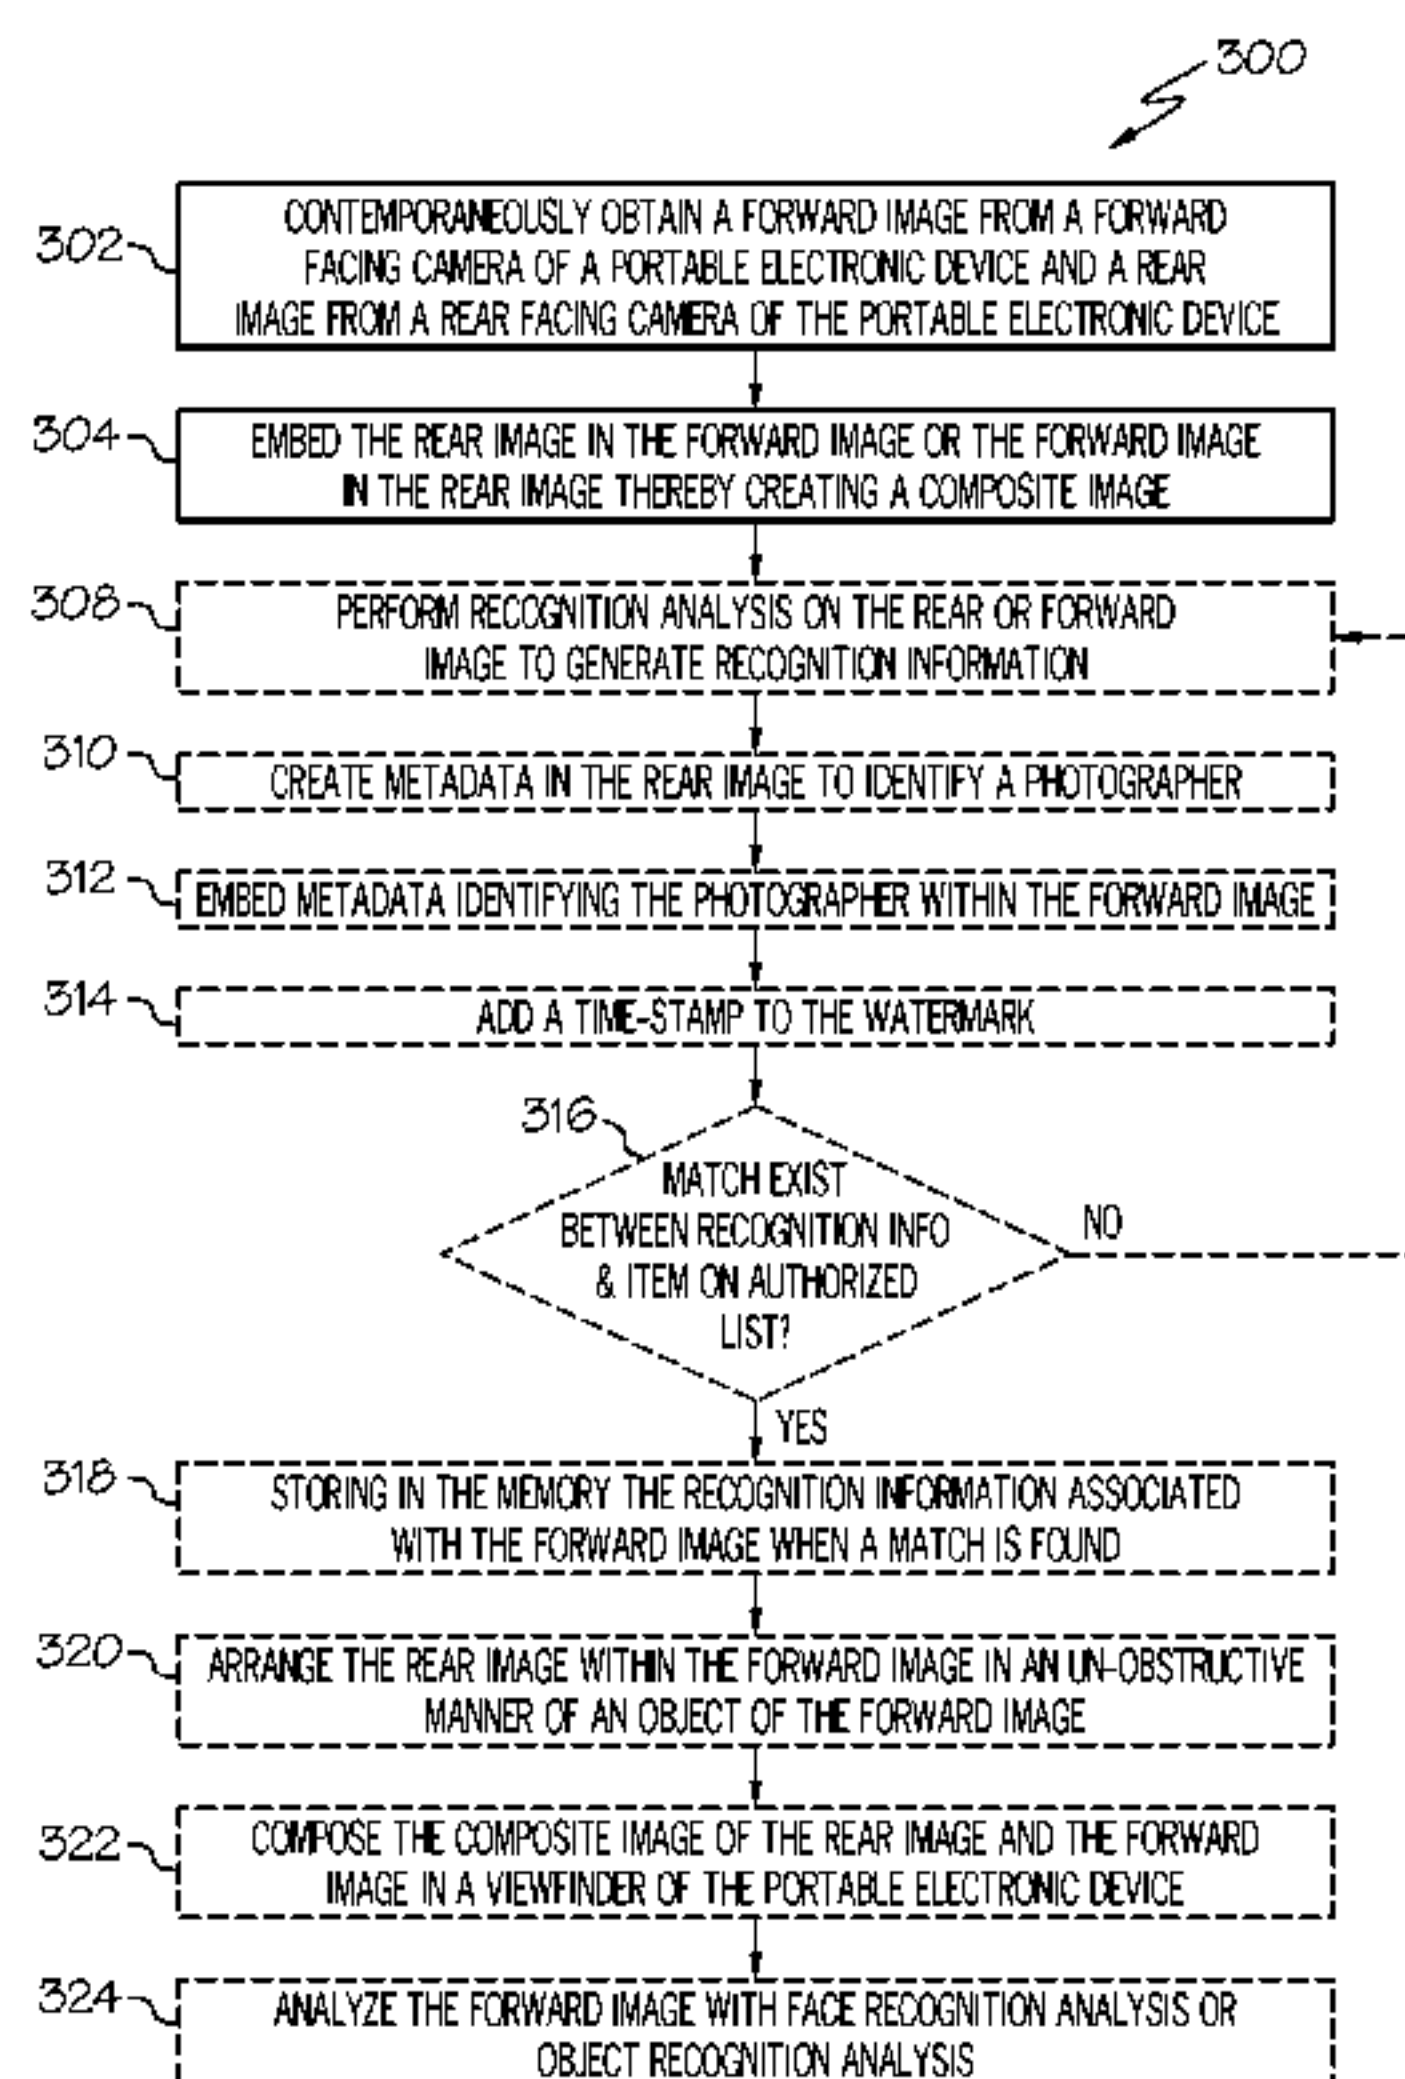 300
302
CONTEMPORANEOUSLY OBTAIN A FORWARD IMAGE FROM A FORWARD
FACING CAMERA OF A PORTABLE ELECTRONIC DEVICE AND A REAR
IMAGE FROM A REAR FACING CAMERA OF THE PORTABLE ELECTRONIC DEVICE
304
EMBED THE REAR IMAGE IN THE FORWARD IMAGE OR THE FORWARD IMAGE
IN THE REAR IMAGE THEREBY CREATING A COMPOSITE IMAGE
308
PERFORM RECOGNITION ANALYSIS ON THE REAR OR FORWARD
IMAGE TO GENERATE RECOGNITION INFORMATION
310
CREATE METADATA IN THE REAR IMAGE TO IDENTIFY A PHOTOGRAPHER
312
EMBED METADATA IDENTIFYING THE PHOTOGRAPHER WITHIN THE FORWARD IMAGE
314
ADD A TIME-STAMP TO THE WATERMARK
316
MATCH EXIST
BETWEEN RECOGNITION INFO
& ITEM ON AUTHORIZED
LIST?
NO
YES
318
STORING IN THE MEMORY THE RECOGNITION INFORMATION ASSOCIATED
WITH THE FORWARD IMAGE WHEN A MATCH IS FOUND
320
ARRANGE THE REAR IMAGE WITHIN THE FORWARD IMAGE IN AN UN-OBSTRUCTIVE
MANNER OF AN OBJECT OF THE FORWARD IMAGE
322
COMPOSE THE COMPOSITE IMAGE OF THE REAR IMAGE AND THE FORWARD
IMAGE IN A VIEWFINDER OF THE PORTABLE ELECTRONIC DEVICE
324
ANALYZE THE FORWARD IMAGE WITH FACE RECOGNITION ANALYSIS OR
OBJECT RECOGNITION ANALYSIS